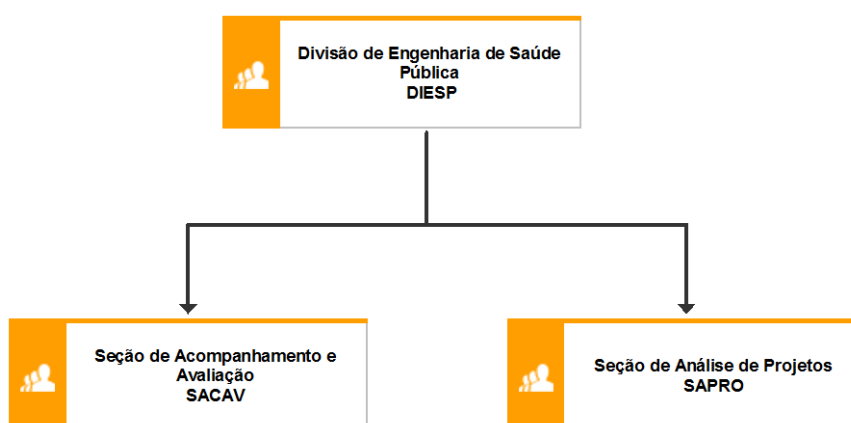 Divisão de Engenharia de Saúde
Pública
DIESP
Seção de Acompanhamento e
Avaliação
SACAV
Seção de Análise de Projetos
SAPRO